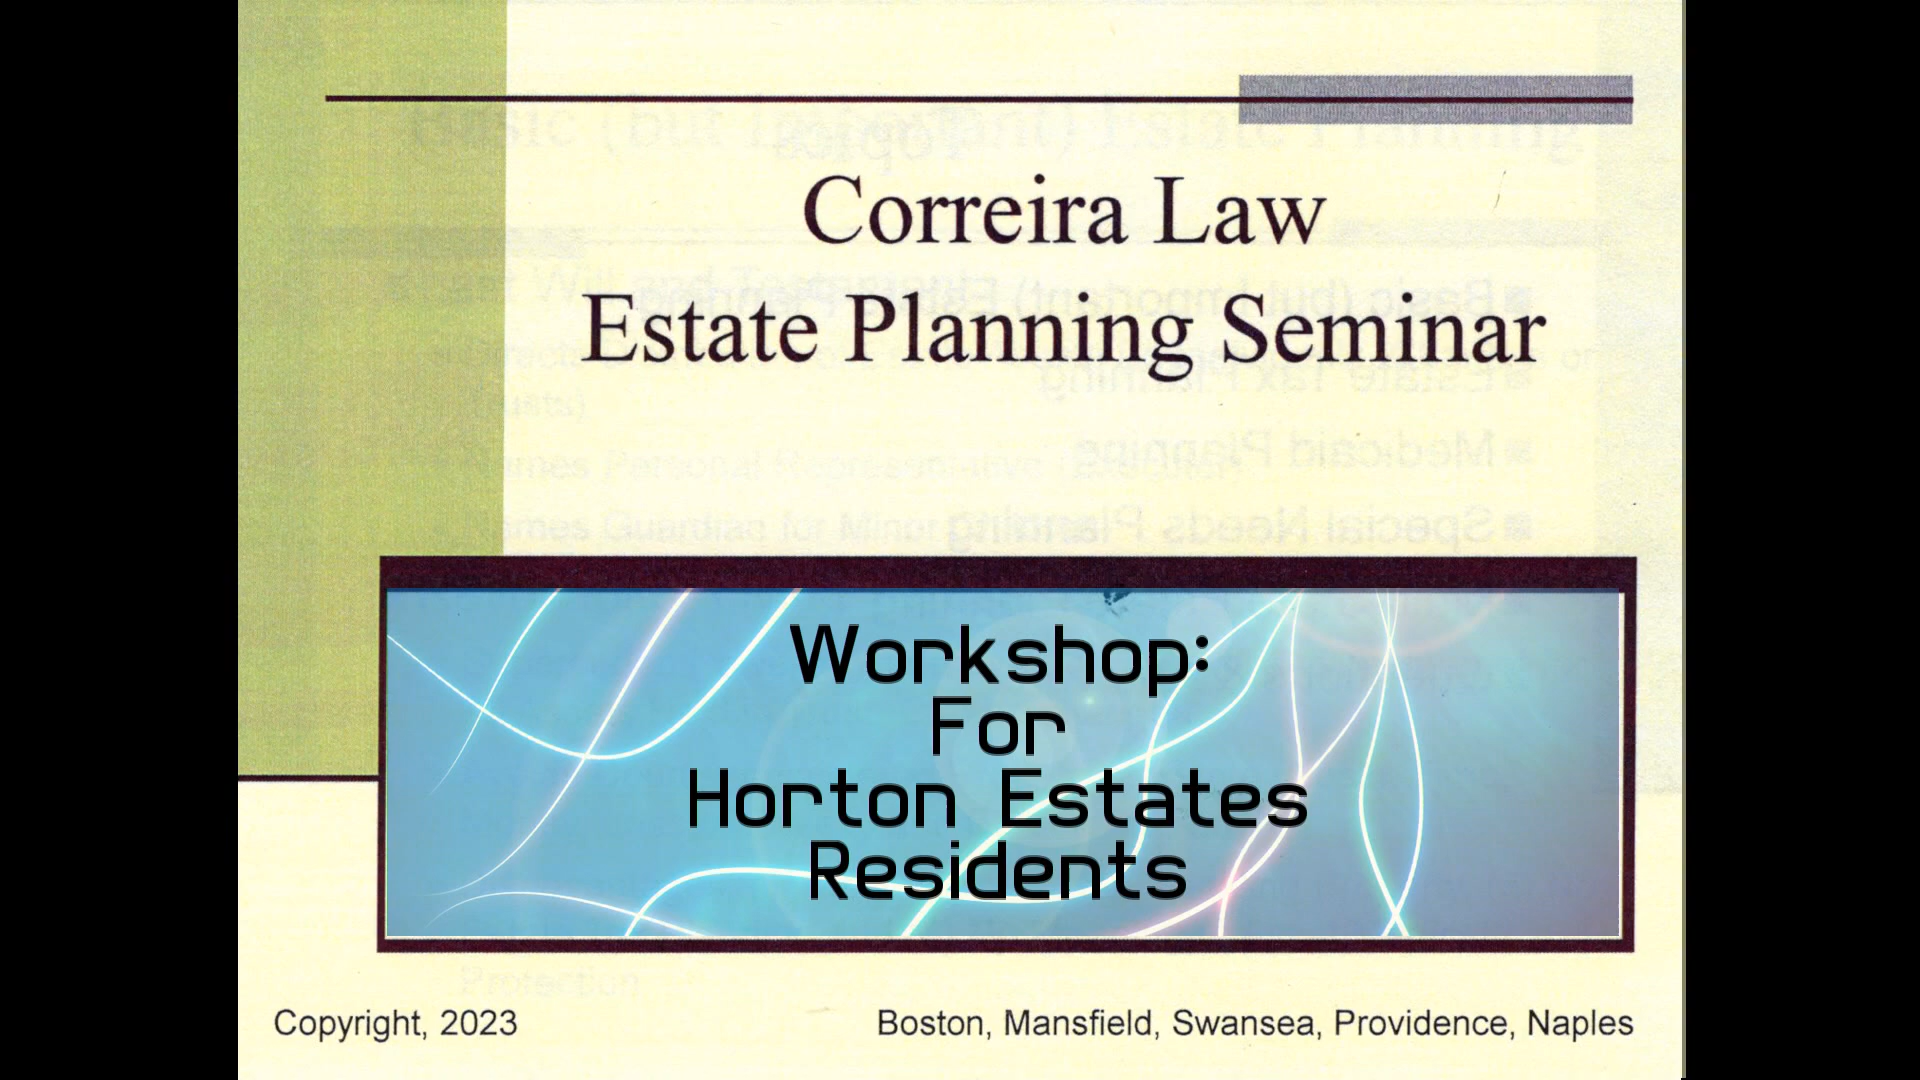 Correira Law
Estate Planning Seminar
Workshop:
For
Horton Estates
Residents
Copyright, 2023
Boston, Mansfield, Swansea, Providence, Naples